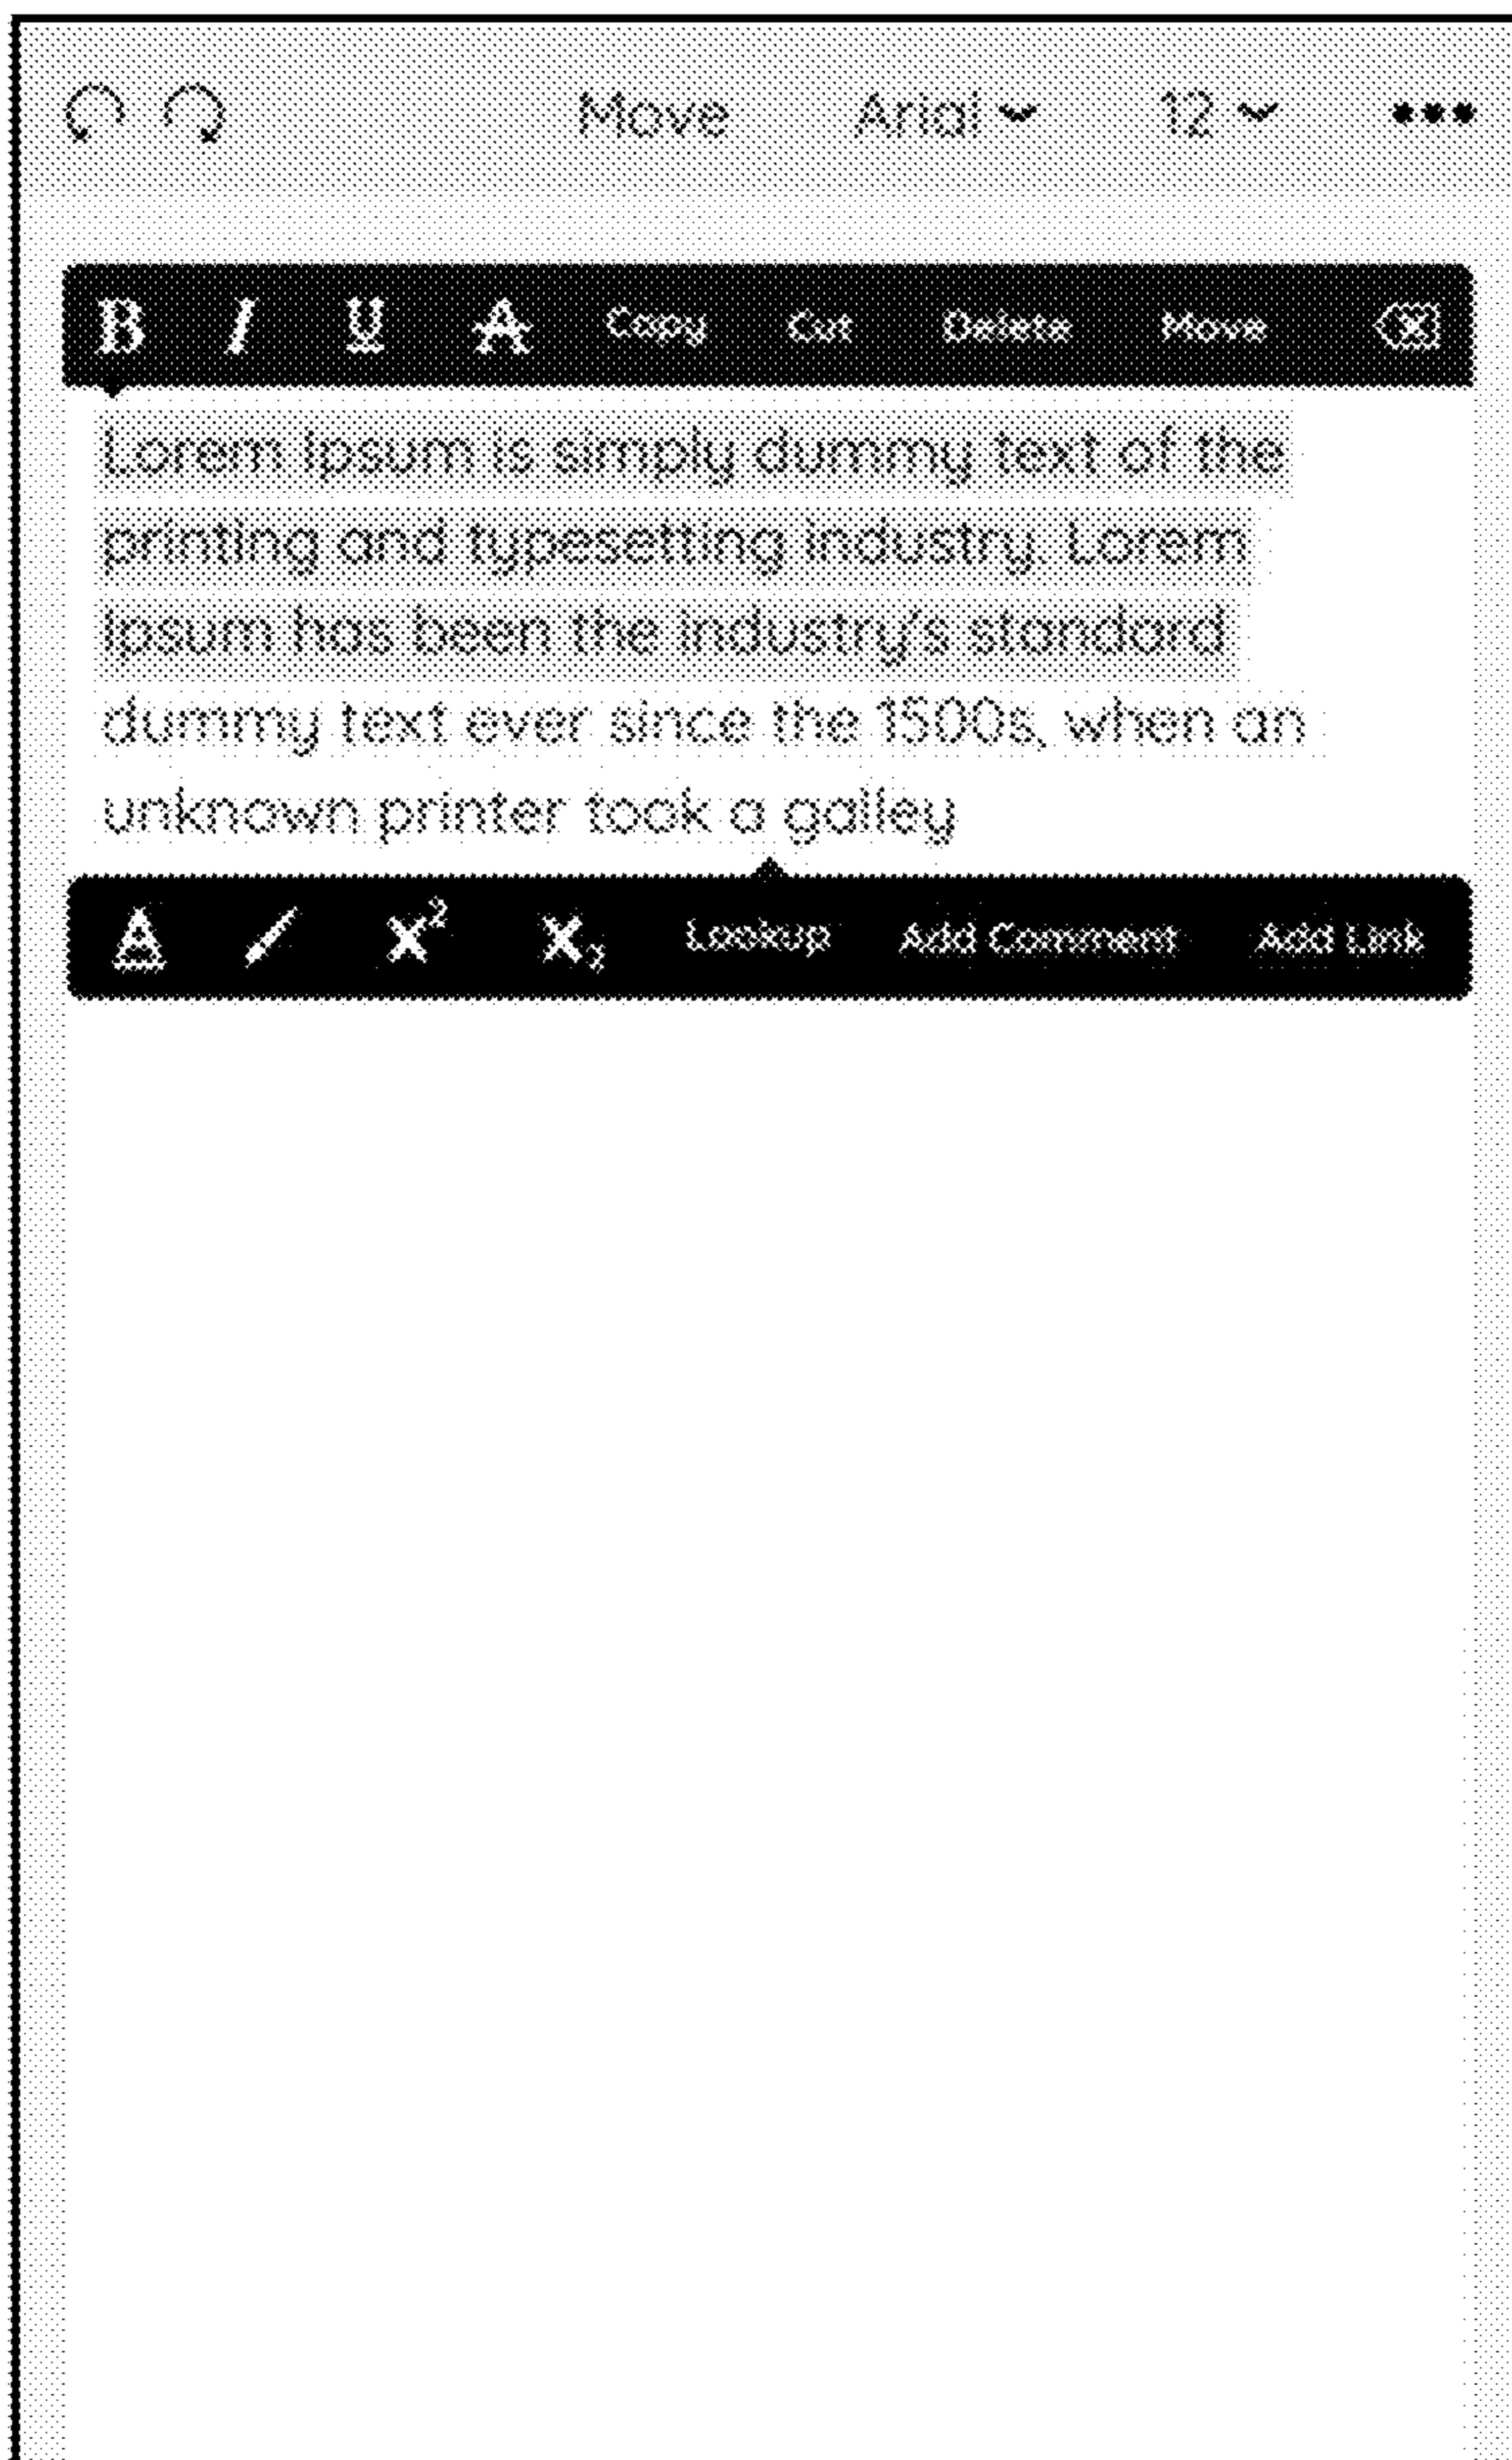 Move Arial 12
B I U A Copy Cut Delete Move
Lorem Ipsum is simply dummy text of the
printing and typesetting industry. Lorem
Ipsum has been the industry's standard
dummy text ever since the 1500s, when an
unknown printer took a galley
A X² X₂ Lookup Add Comment Add Link